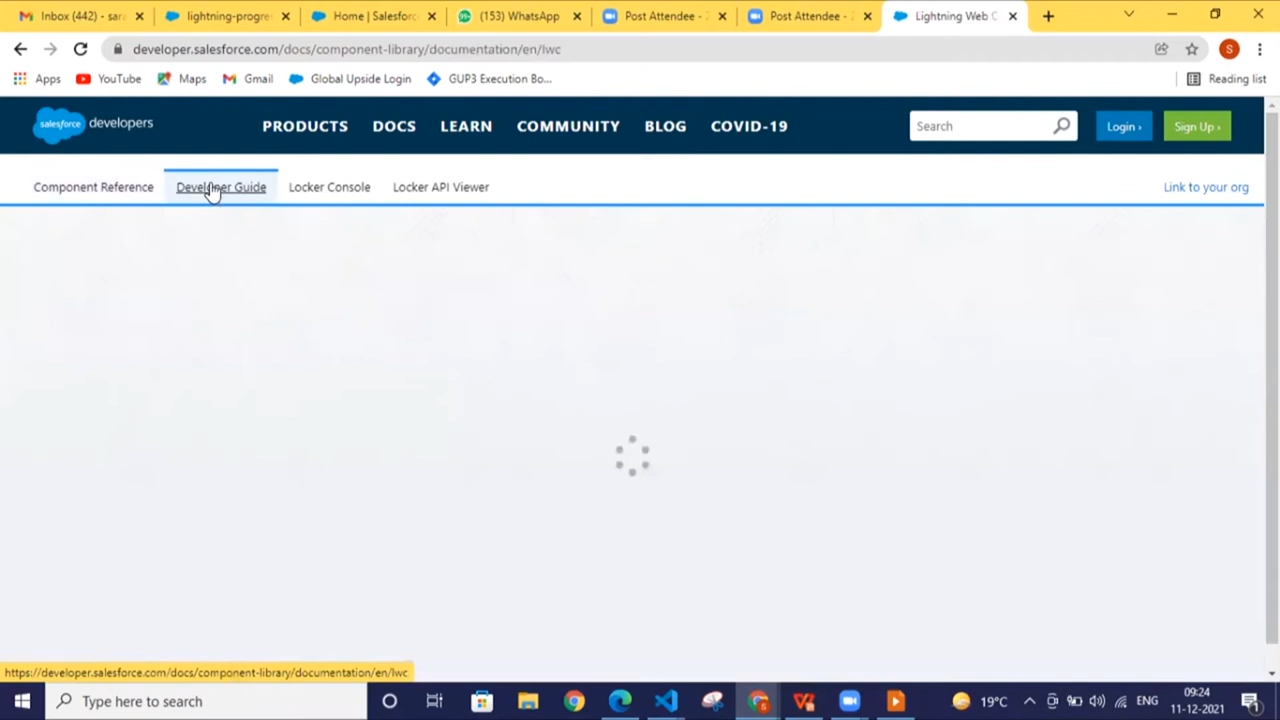 Inbox (442) - sara
lightning-progre
Home | Salesforc
(153) WhatsApp
Post Attendee - Z
Post Attendee - Z
Lightning Web C
developer.salesforce.com/docs/component-library/documentation/en/lwc
S
Apps
YouTube
Maps
Gmail
Global Upside Login
GUP3 Execution Bo...
Reading list
salesforce developers
PRODUCTS
DOCS
LEARN
COMMUNITY
BLOG
COVID-19
Search
Login ›
Sign Up ›
Component Reference
Developer Guide
Locker Console
Locker API Viewer
Link to your org
https://developer.salesforce.com/docs/component-library/documentation/en/lwc
Type here to search
19°C
ENG
09:24
11-12-2021
1